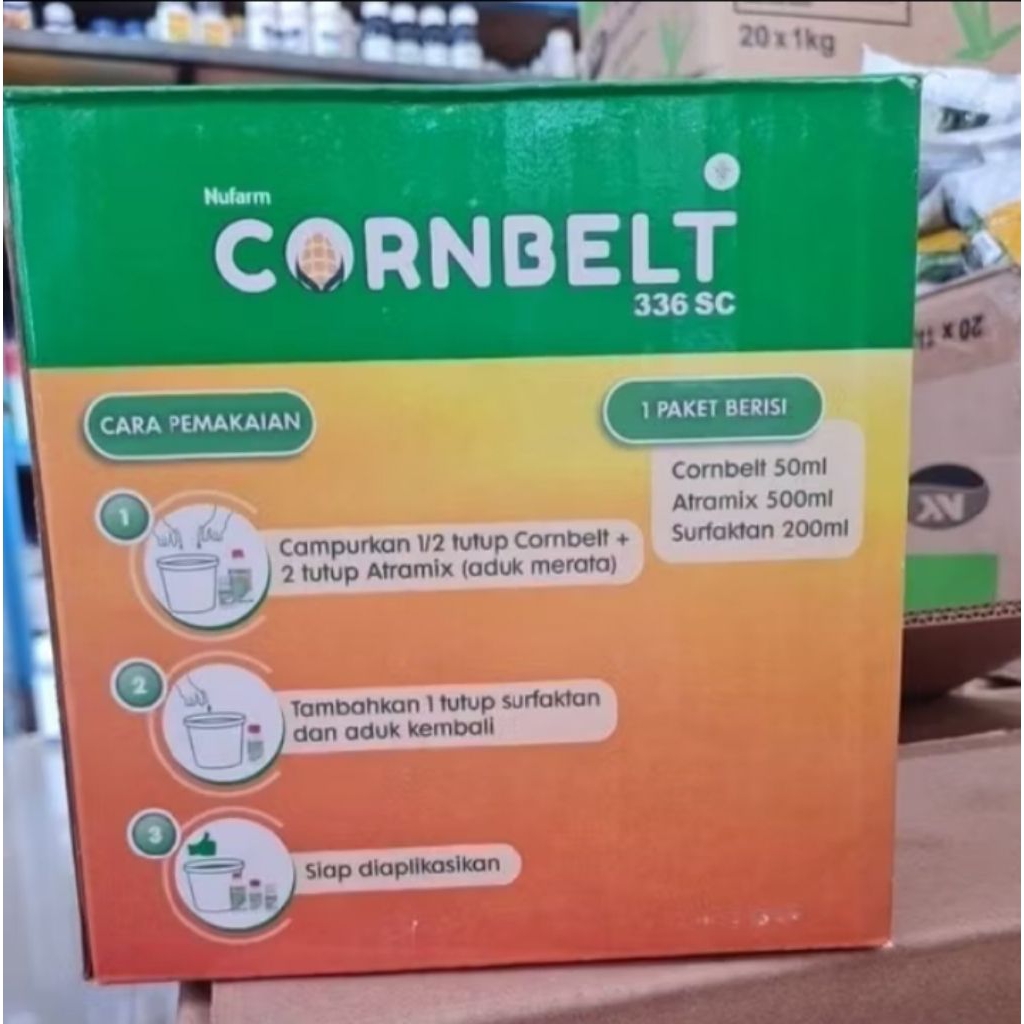 20 x 1kg
Nufarm
CORNBELT
336 SC
CARA PEMAKAIAN
1 PAKET BERISI
Cornbelt 50ml
Atramix 500ml
Surfaktan 200ml
1
Campurkan 1/2 tutup Cornbelt +
2 tutup Atramix (aduk merata)
2
Tambahkan 1 tutup surfaktan
dan aduk kembali
3
Siap diaplikasikan
NK